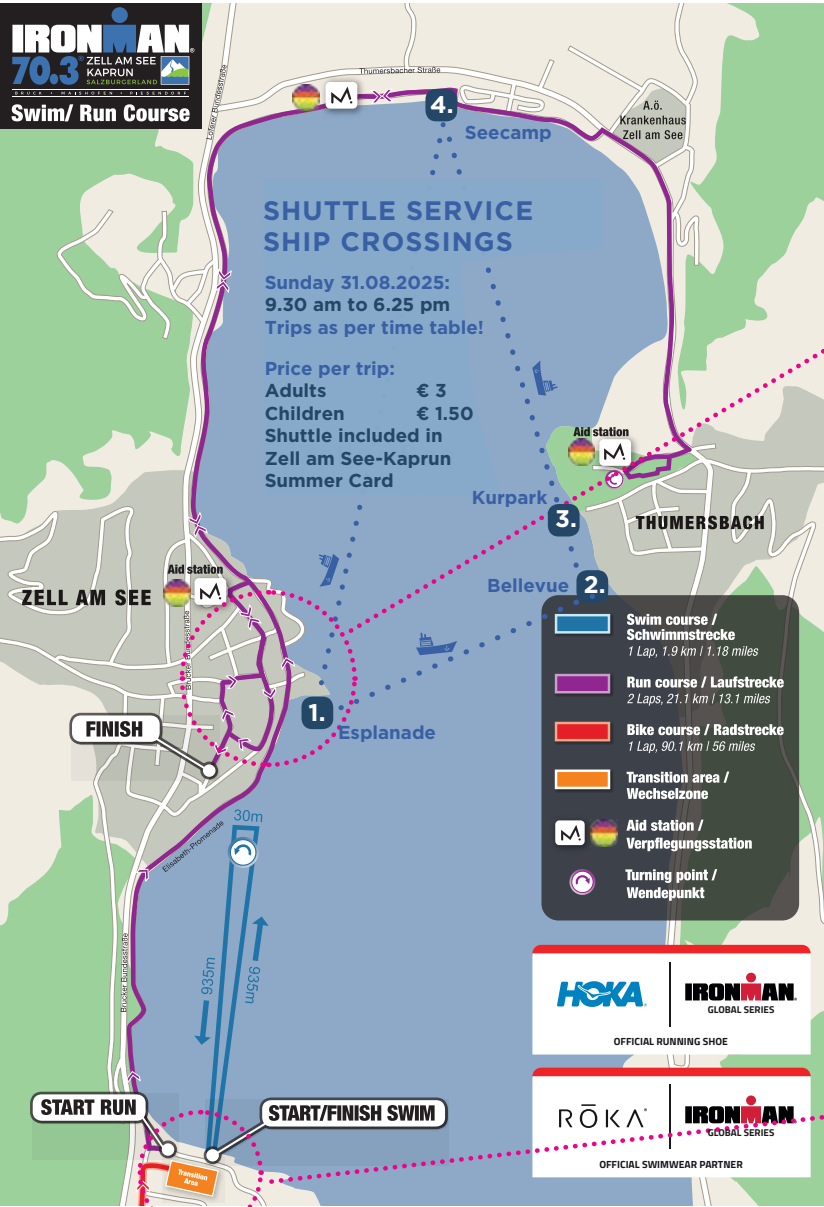 IRONMAN
70.3 ZELL AM SEE
KAPRUN
SALZBURGERLAND
BRUCK • MAISHOFEN • PIESENDORF
Swim/ Run Course
Loferer Bundesstraße
Thumersbacher Straße
4.
Seecamp
A.ö.
Krankenhaus
Zell am See
SHUTTLE SERVICE
SHIP CROSSINGS
Sunday 31.08.2025:
9.30 am to 6.25 pm
Trips as per time table!
Price per trip:
Adults € 3
Children € 1.50
Shuttle included in
Zell am See-Kaprun
Summer Card
Aid station
Kurpark
3.
THUMERSBACH
Bellevue
2.
Aid station
ZELL AM SEE
Brucker Bundesstraße
1.
Esplanade
FINISH
Swim course /
Schwimmstrecke
1 Lap, 1.9 km | 1.18 miles
Run course / Laufstrecke
2 Laps, 21.1 km | 13.1 miles
Bike course / Radstrecke
1 Lap, 90.1 km | 56 miles
Transition area /
Wechselzone
Aid station /
Verpflegungsstation
Turning point /
Wendepunkt
30m
Elisabeth-Promenade
935m
935m
Brucker Bundesstraße
HOKA
IRONMAN
GLOBAL SERIES
OFFICIAL RUNNING SHOE
START RUN
START/FINISH SWIM
Transition
Area
RŌKA
IRONMAN
GLOBAL SERIES
OFFICIAL SWIMWEAR PARTNER